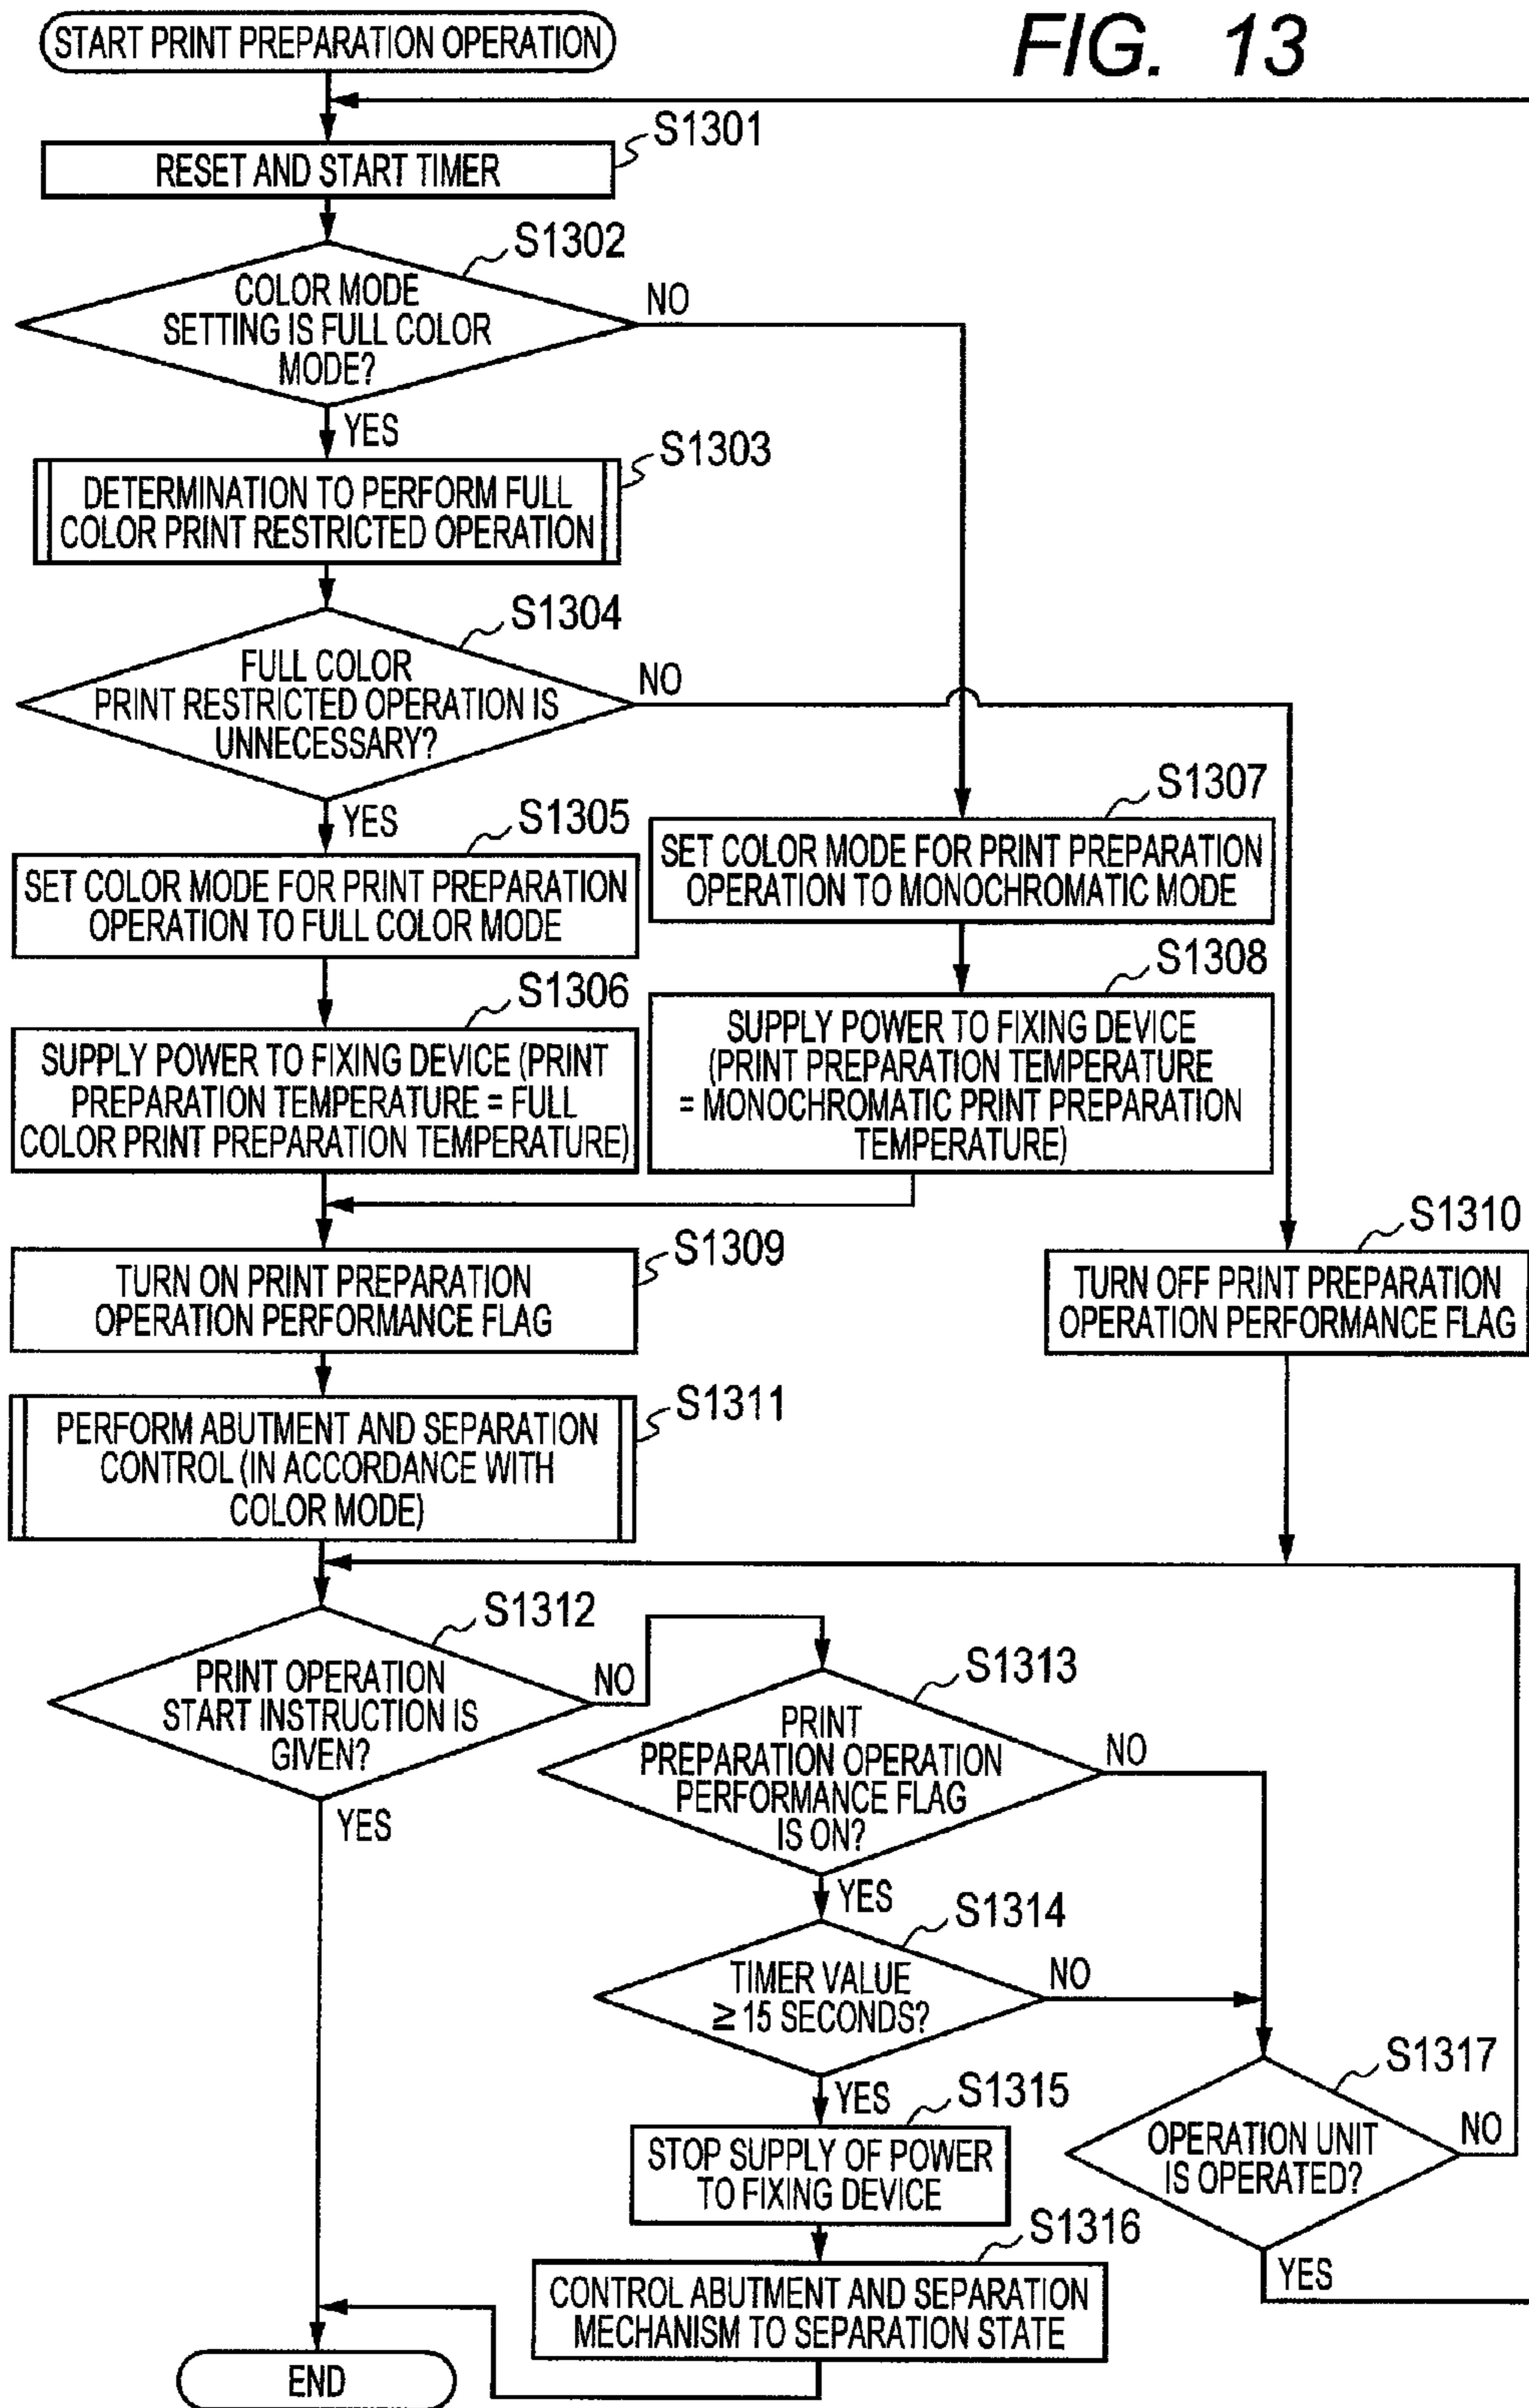 FIG. 13
START PRINT PREPARATION OPERATION
S1301
RESET AND START TIMER
S1302
COLOR MODE
SETTING IS FULL COLOR
MODE?
NO
YES
S1303
DETERMINATION TO PERFORM FULL
COLOR PRINT RESTRICTED OPERATION
S1304
FULL COLOR
PRINT RESTRICTED OPERATION IS
UNNECESSARY?
NO
YES
S1305
SET COLOR MODE FOR PRINT PREPARATION
OPERATION TO FULL COLOR MODE
S1306
SUPPLY POWER TO FIXING DEVICE (PRINT
PREPARATION TEMPERATURE = FULL
COLOR PRINT PREPARATION TEMPERATURE)
S1307
SET COLOR MODE FOR PRINT PREPARATION
OPERATION TO MONOCHROMATIC MODE
S1308
SUPPLY POWER TO FIXING DEVICE
(PRINT PREPARATION TEMPERATURE
= MONOCHROMATIC PRINT PREPARATION
TEMPERATURE)
S1309
TURN ON PRINT PREPARATION
OPERATION PERFORMANCE FLAG
S1310
TURN OFF PRINT PREPARATION
OPERATION PERFORMANCE FLAG
S1311
PERFORM ABUTMENT AND SEPARATION
CONTROL (IN ACCORDANCE WITH
COLOR MODE)
S1312
PRINT OPERATION
START INSTRUCTION IS
GIVEN?
NO
YES
S1313
PRINT
PREPARATION OPERATION
PERFORMANCE FLAG
IS ON?
NO
YES
S1314
TIMER VALUE
≥ 15 SECONDS?
NO
YES
S1315
STOP SUPPLY OF POWER
TO FIXING DEVICE
S1316
CONTROL ABUTMENT AND SEPARATION
MECHANISM TO SEPARATION STATE
S1317
OPERATION UNIT
IS OPERATED?
NO
YES
END